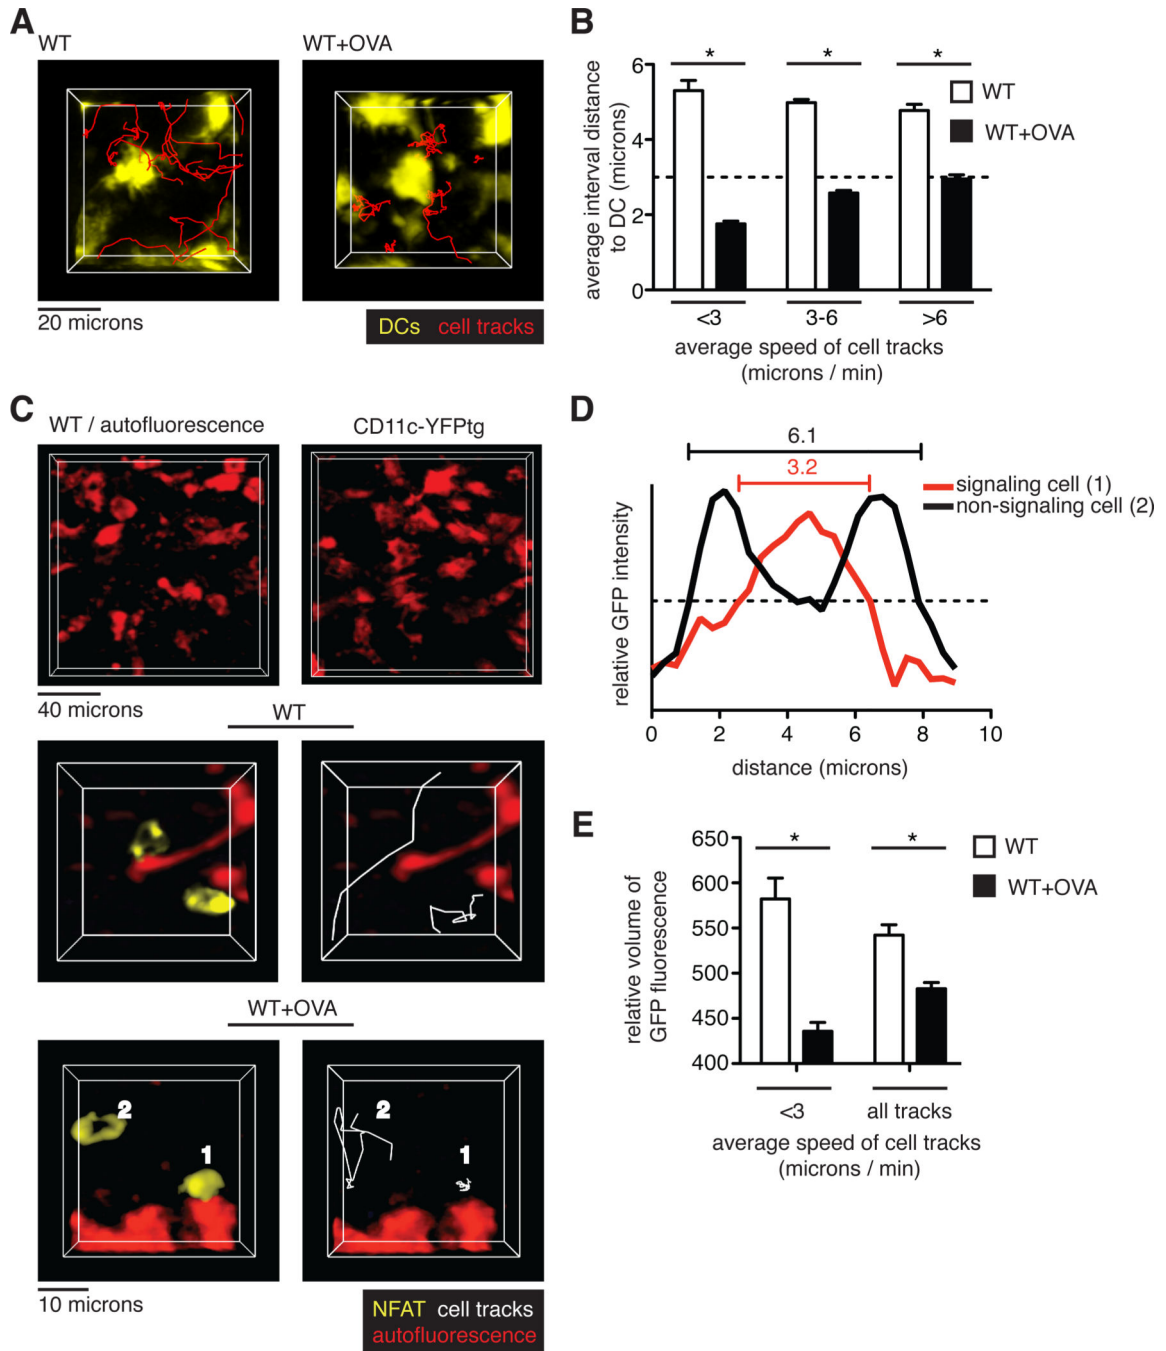 A
WT
WT+OVA
20 microns
DCs cell tracks
B
average interval distance
to DC (microns)
6
4
2
0
*
*
*
WT
WT+OVA
<3
3-6
>6
average speed of cell tracks
(microns / min)
C
WT / autofluorescence
CD11c-YFPtg
40 microns
WT
WT+OVA
2
1
2
1
10 microns
NFAT cell tracks
autofluorescence
D
6.1
3.2
signaling cell (1)
non-signaling cell (2)
relative GFP intensity
0
2
4
6
8
10
distance (microns)
E
relative volume of
GFP fluorescence
650
600
550
500
450
400
*
*
WT
WT+OVA
<3
all tracks
average speed of cell tracks
(microns / min)